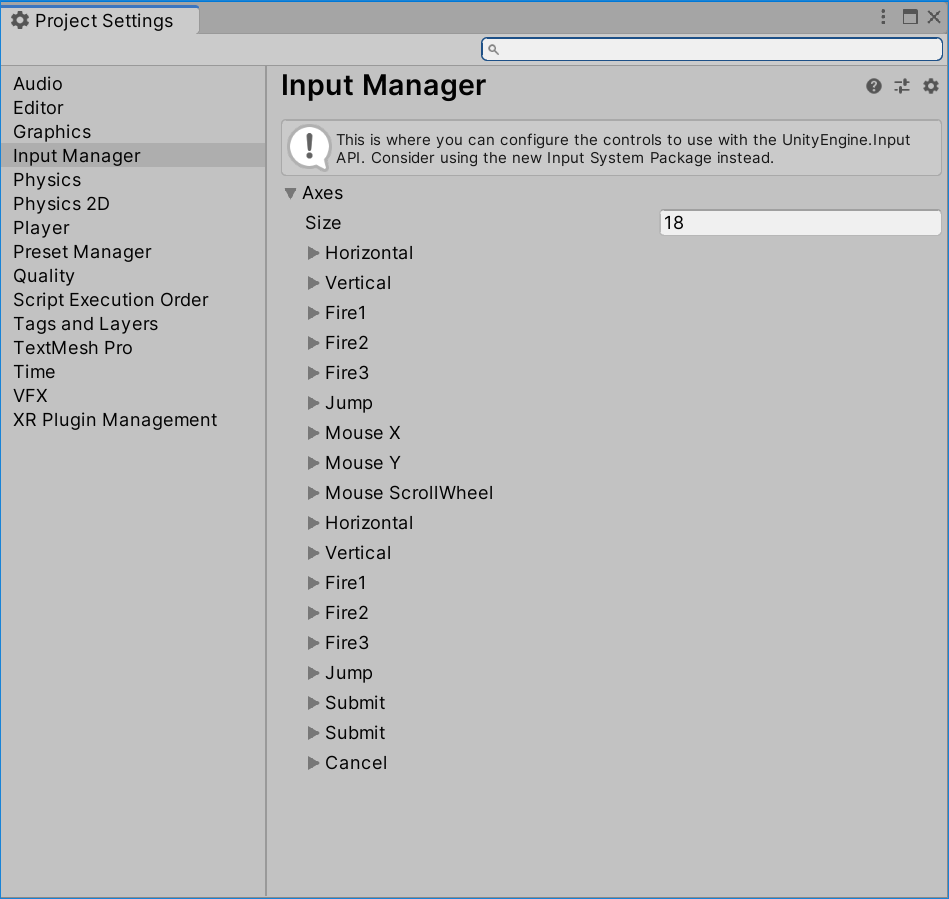 Project Settings
Audio
Editor
Graphics
Input Manager
Physics
Physics 2D
Player
Preset Manager
Quality
Script Execution Order
Tags and Layers
TextMesh Pro
Time
VFX
XR Plugin Management
Input Manager
This is where you can configure the controls to use with the UnityEngine.Input
API. Consider using the new Input System Package instead.
Axes
Size 18
Horizontal
Vertical
Fire1
Fire2
Fire3
Jump
Mouse X
Mouse Y
Mouse ScrollWheel
Horizontal
Vertical
Fire1
Fire2
Fire3
Jump
Submit
Submit
Cancel